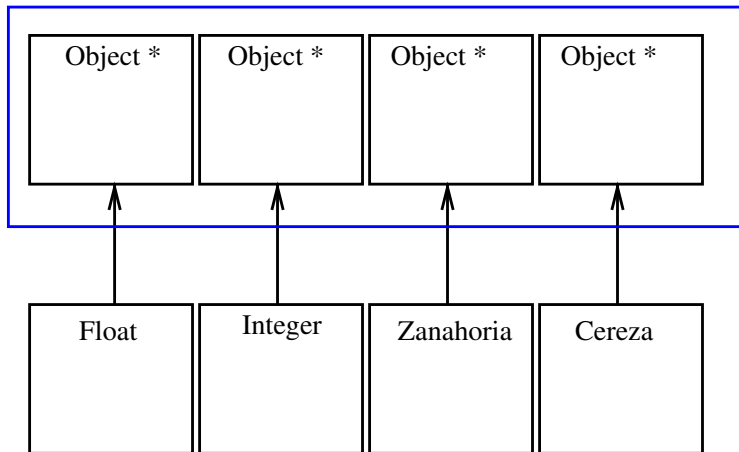 Object *
Object *
Object *
Object *
Float
Integer
Zanahoria
Cereza